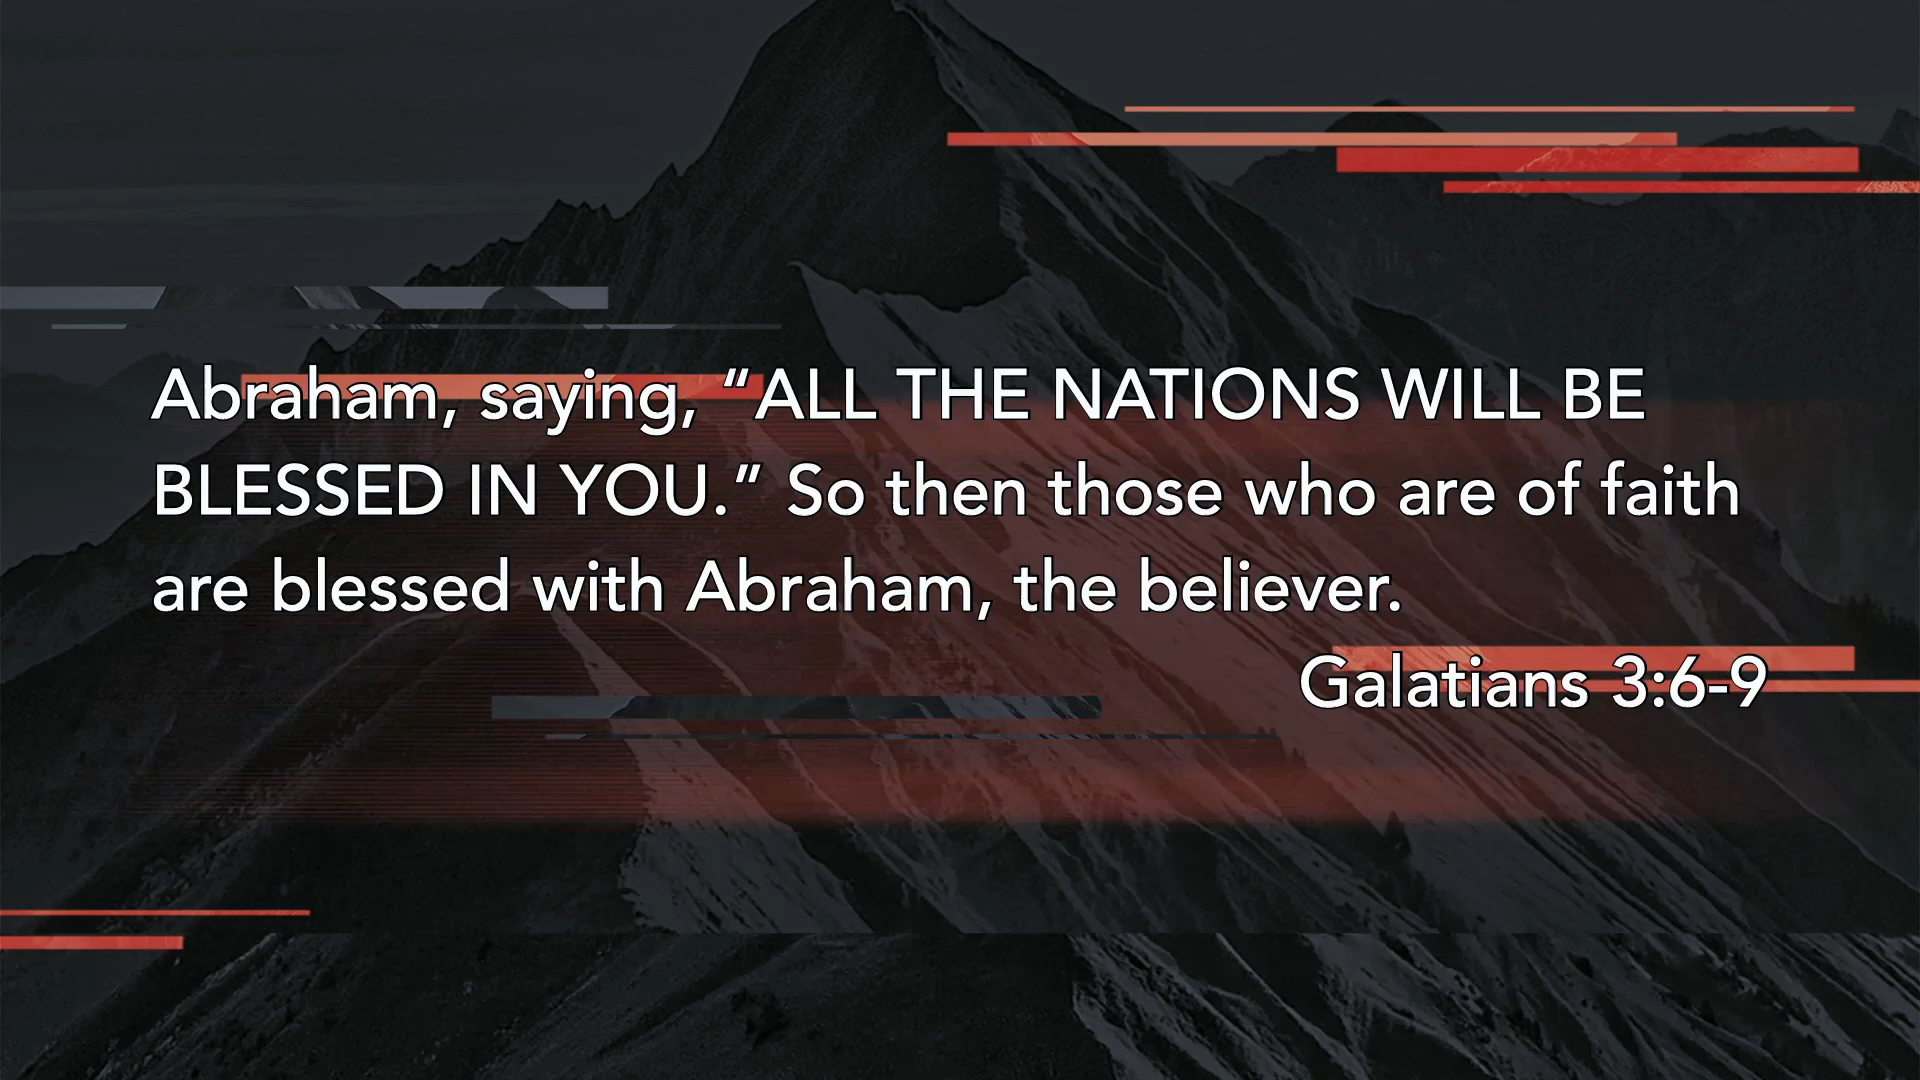 Abraham, saying, “ALL THE NATIONS WILL BE
BLESSED IN YOU.” So then those who are of faith
are blessed with Abraham, the believer.
Galatians 3:6-9